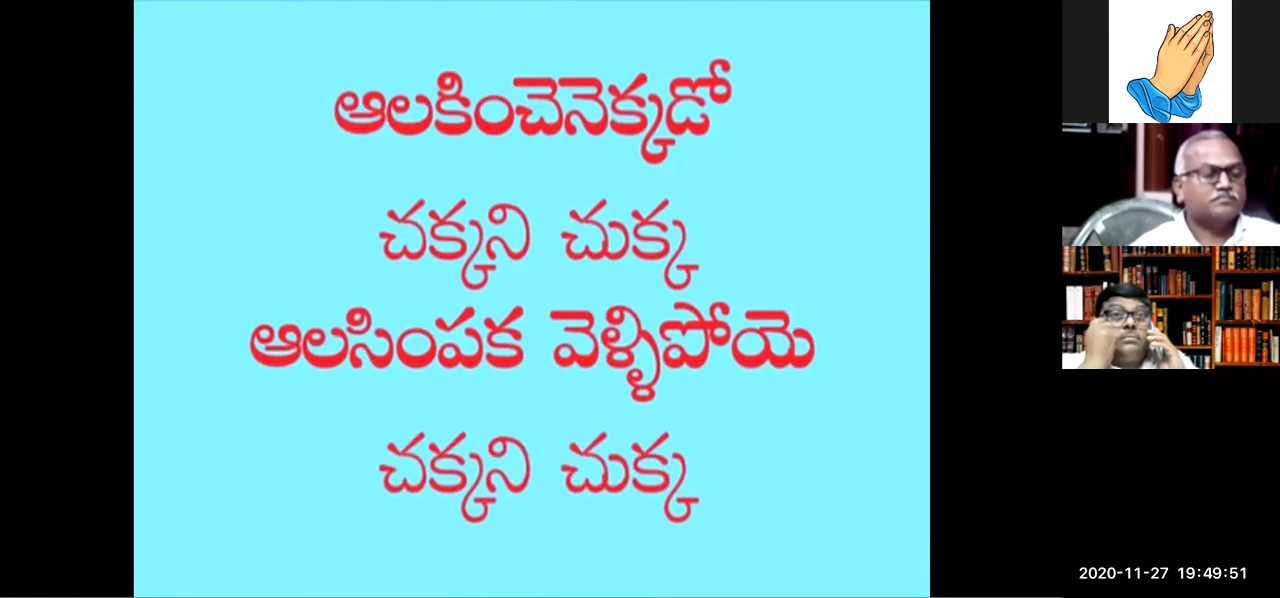 ఆలకించెనెక్కడో
చక్కని చుక్క
ఆలసింపక వెళ్ళిపోయె
చక్కని చుక్క
2020-11-27 19:49:51